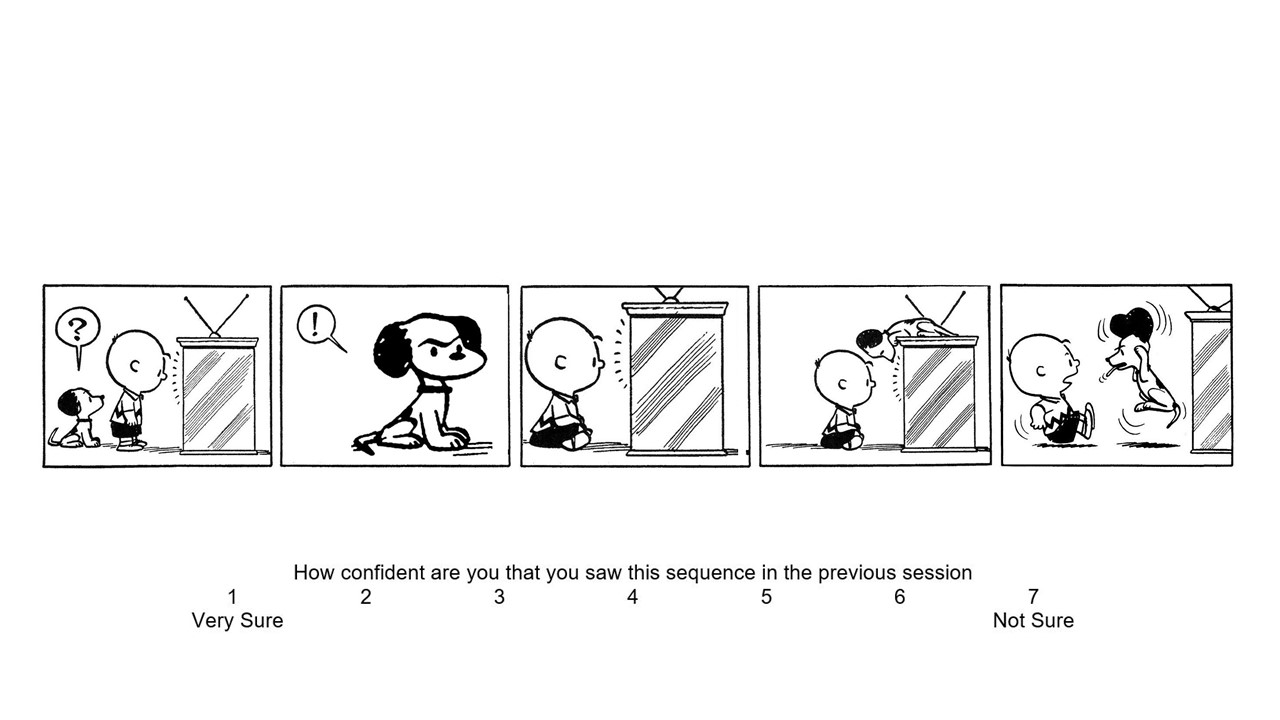 ?
!
How confident are you that you saw this sequence in the previous session
1 2 3 4 5 6 7
Very Sure Not Sure